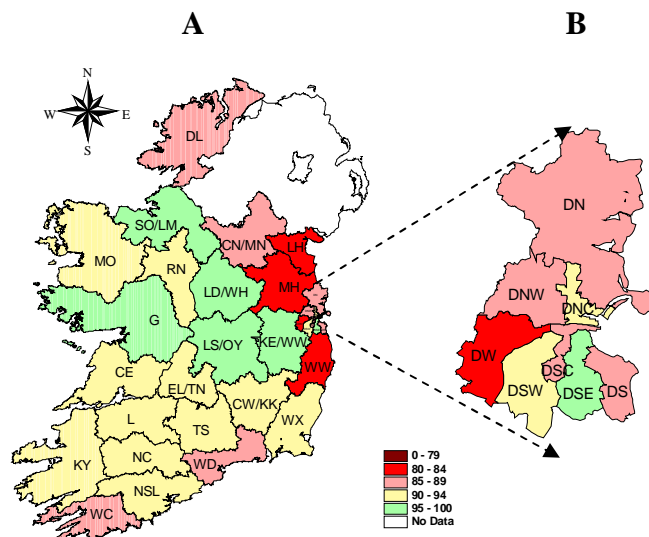 A
B
N
W E
S
DL
SO/LM
CN/MN
LH
MO
RN
MH
LD/WH
G
LS/OY
KE/WW
WW
CE
EL/TN
CW/KK
L
TS
WX
KY
NC
WD
NSL
WC
DN
DNW
DNC
DW
DSC
DSW
DSE
DS
0 - 79
80 - 84
85 - 89
90 - 94
95 - 100
No Data